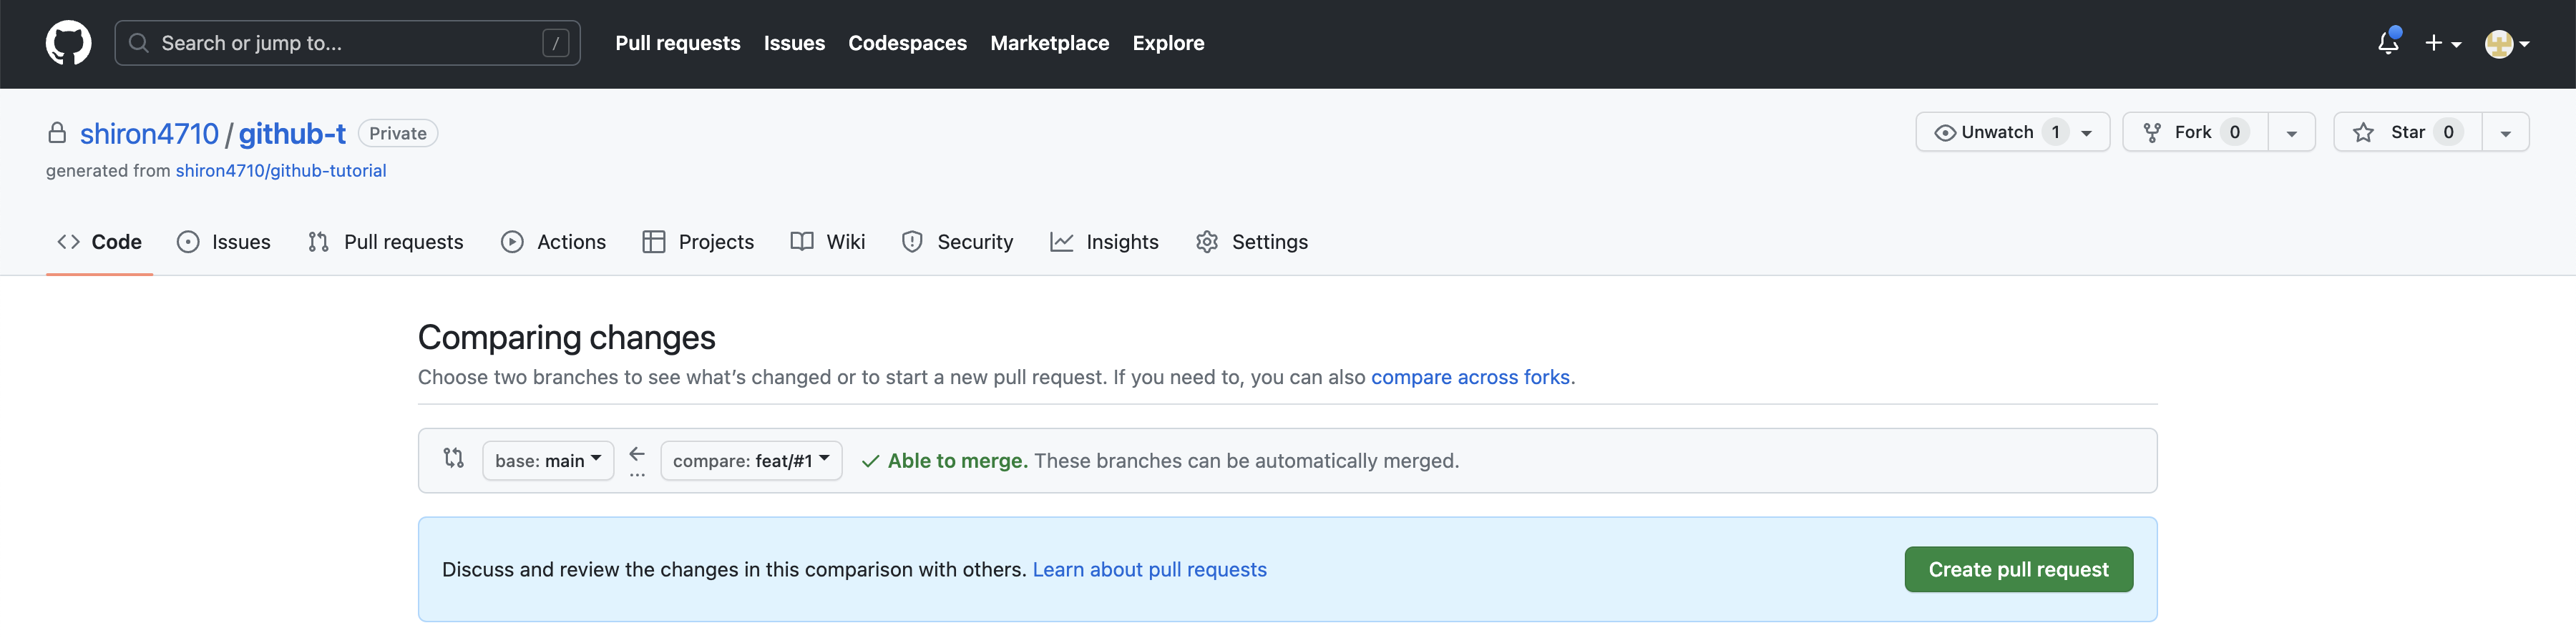 Search or jump to... / Pull requests Issues Codespaces Marketplace Explore
shiron4710 / github-t Private Unwatch 1 Fork 0 Star 0
generated from shiron4710/github-tutorial
Code Issues Pull requests Actions Projects Wiki Security Insights Settings
Comparing changes
Choose two branches to see what’s changed or to start a new pull request. If you need to, you can also compare across forks.
base: main ... compare: feat/#1 Able to merge. These branches can be automatically merged.
Discuss and review the changes in this comparison with others. Learn about pull requests Create pull request